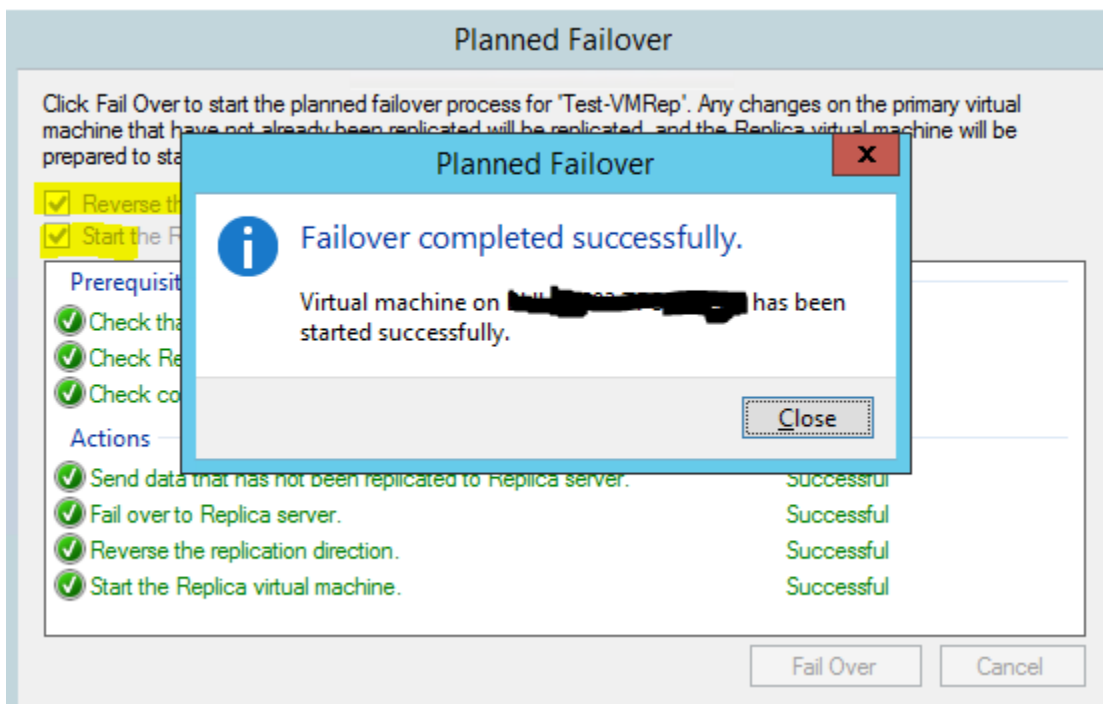 Planned Failover
Click Fail Over to start the planned failover process for 'Test-VMRep'. Any changes on the primary virtual
machine that have not already been replicated will be replicated, and the Replica virtual machine will be
prepared to sta
Planned Failover
x
Reverse th
Start the R
Failover completed successfully.
Virtual machine on has been
started successfully.
Close
Prerequisit
Check tha
Check Re
Check co
Actions
Send data that has not been replicated to Replica server. Successful
Fail over to Replica server. Successful
Reverse the replication direction. Successful
Start the Replica virtual machine. Successful
Fail Over Cancel